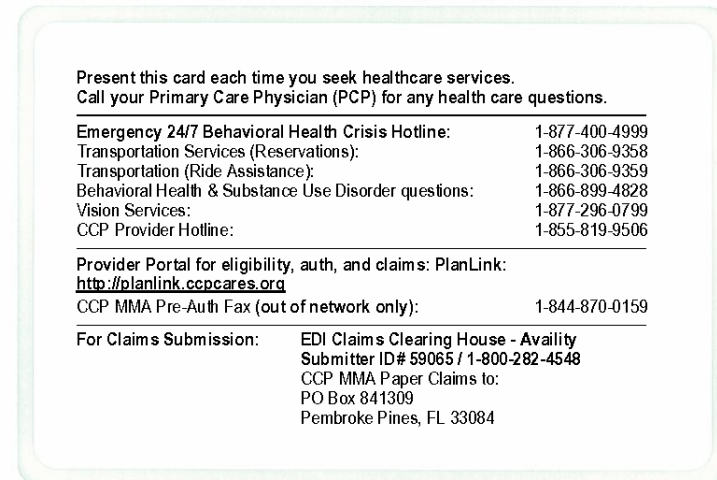 Present this card each time you seek healthcare services.
Call your Primary Care Physician (PCP) for any health care questions.
Emergency 24/7 Behavioral Health Crisis Hotline: 1-877-400-4999
Transportation Services (Reservations): 1-866-306-9358
Transportation (Ride Assistance): 1-866-306-9359
Behavioral Health & Substance Use Disorder questions: 1-866-899-4828
Vision Services: 1-877-296-0799
CCP Provider Hotline: 1-855-819-9506
Provider Portal for eligibility, auth, and claims: PlanLink:
http://planlink.ccpcares.org
CCP MMA Pre-Auth Fax (out of network only): 1-844-870-0159
For Claims Submission: EDI Claims Clearing House - Availity
Submitter ID# 59065 / 1-800-282-4548
CCP MMA Paper Claims to:
PO Box 841309
Pembroke Pines, FL 33084